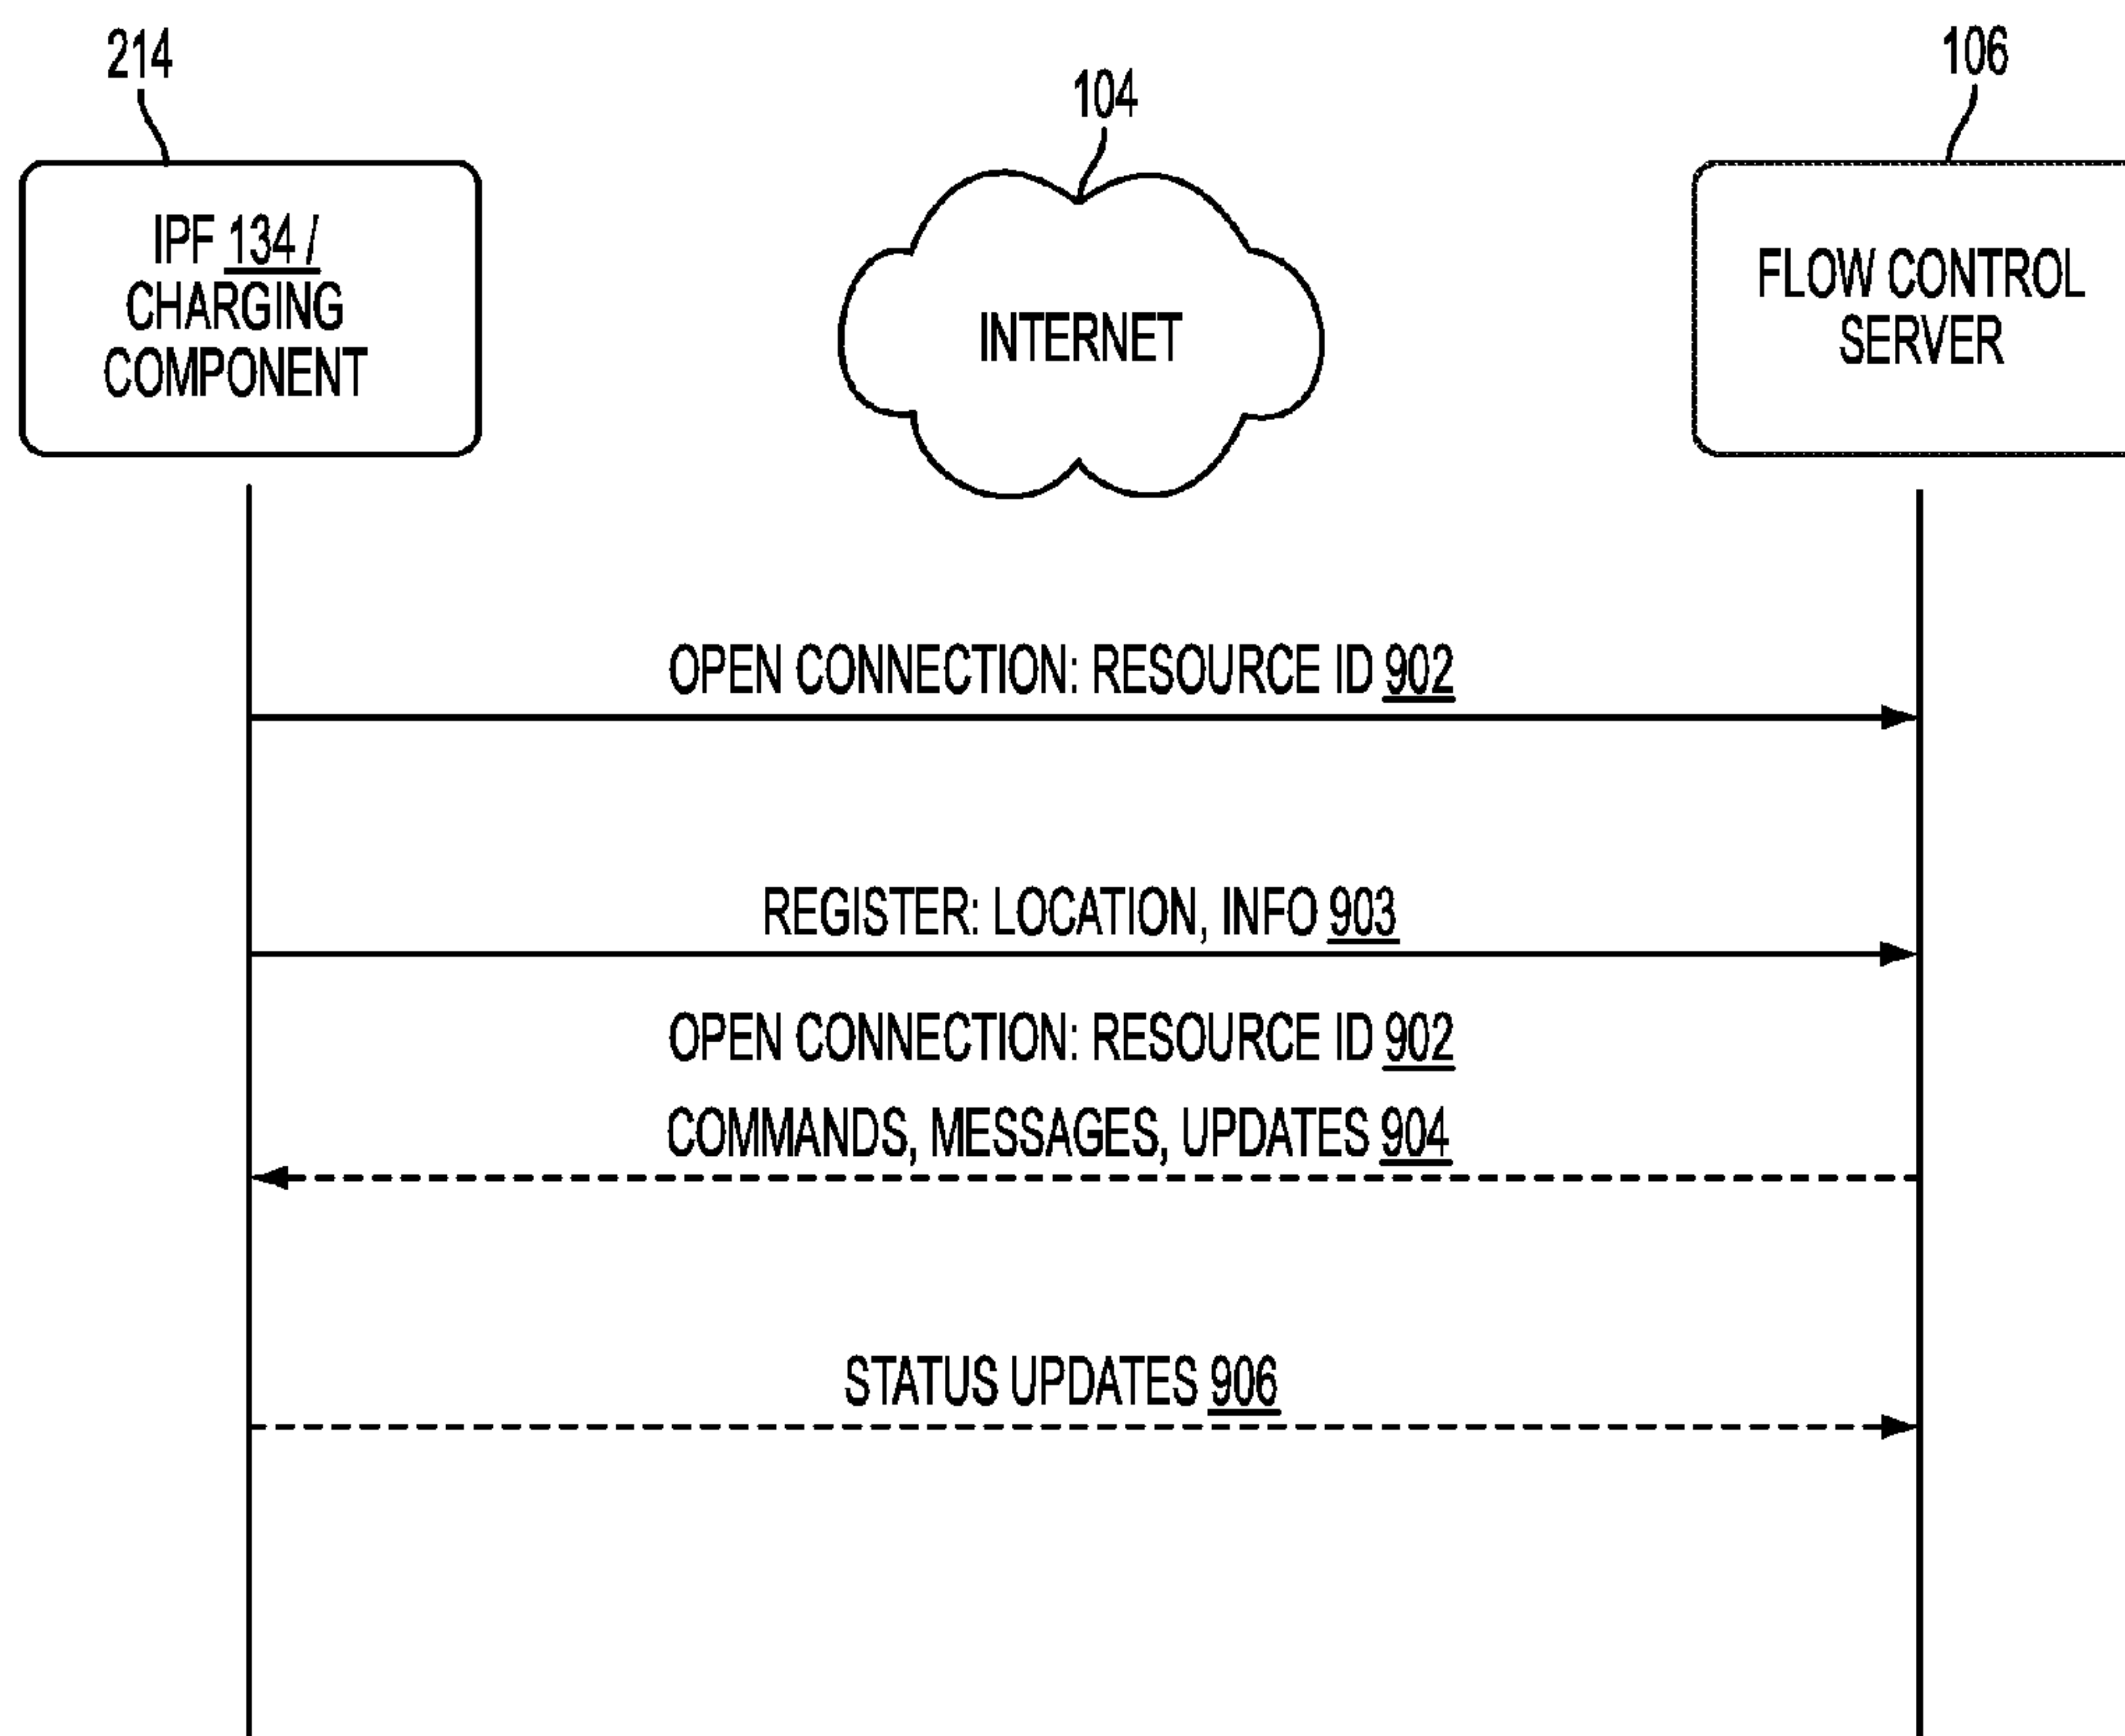 214
104
106
IPF 134 /
CHARGING
COMPONENT
INTERNET
FLOW CONTROL
SERVER
OPEN CONNECTION: RESOURCE ID 902
REGISTER: LOCATION, INFO 903
OPEN CONNECTION: RESOURCE ID 902
COMMANDS, MESSAGES, UPDATES 904
STATUS UPDATES 906